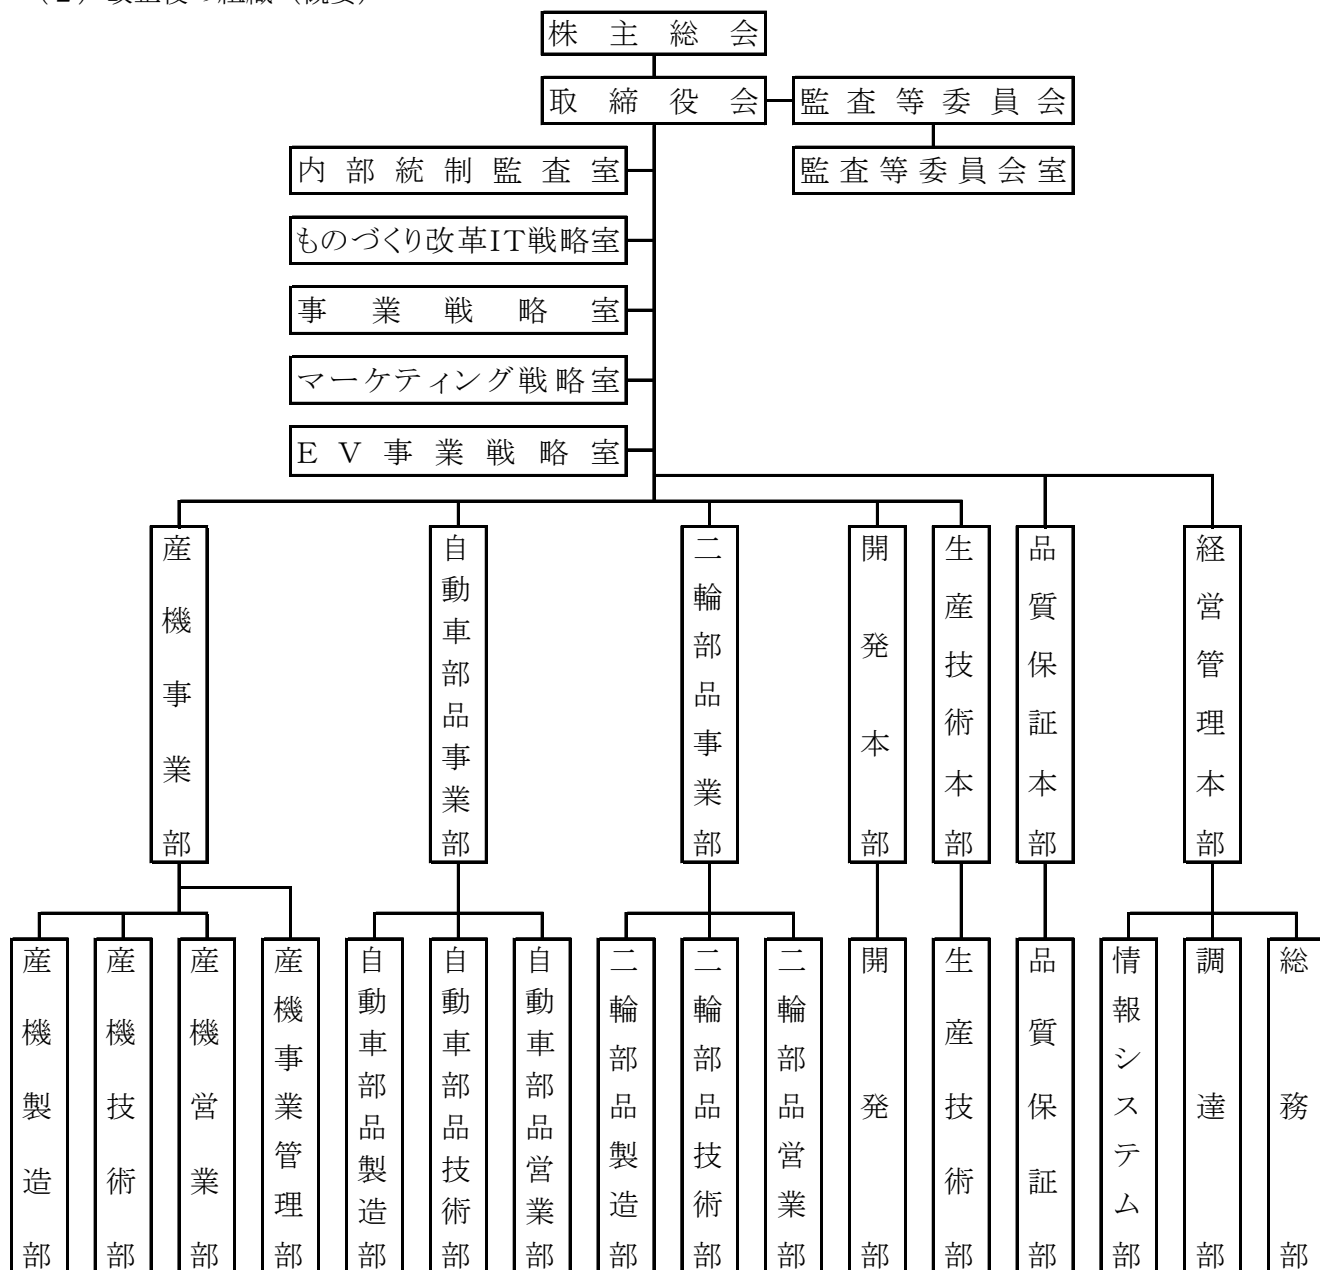 (２) 改正後の組織（概要）
株主総会
取締役会
監査等委員会
内部統制監査室
監査等委員会室
ものづくり改革IT戦略室
事業戦略室
マーケティング戦略室
EV事業戦略室
産機事業部
自動車部品事業部
二輪部品事業部
開発本部
生産技術本部
品質保証本部
経営管理本部
産機製造部
産機技術部
産機営業部
産機事業管理部
自動車部品製造部
自動車部品技術部
自動車部品営業部
二輪部品製造部
二輪部品技術部
二輪部品営業部
開発部
生産技術部
品質保証部
情報システム部
調達部
総務部